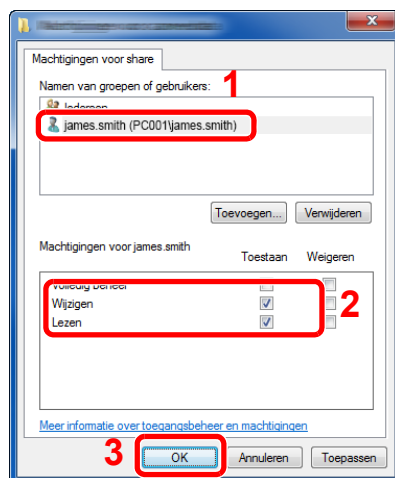 Machtigingen voor share
Namen van groepen of gebruikers:
1
Iedereen
james.smith (PC001\james.smith)
Toevoegen... Verwijderen
Machtigingen voor james.smith Toestaan Weigeren
Volledig beheer
Wijzigen
2
Lezen
Meer informatie over toegangsbeheer en machtigingen
3
OK Annuleren Toepassen